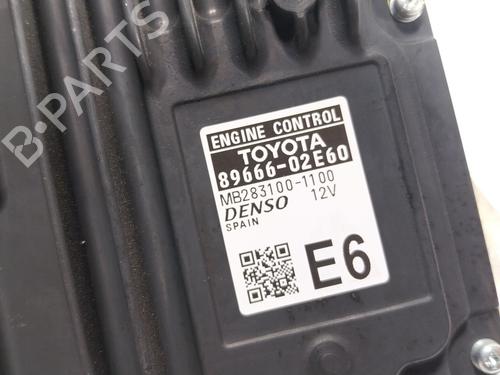 B-PARTS
ENGINE CONTROL
TOYOTA
89666-02E60
MB283100-1100
DENSO 12V
SPAIN
E6